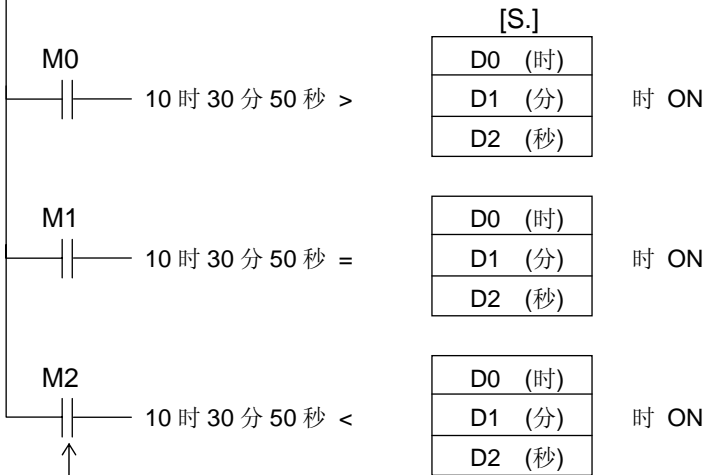 [S.]
M0
D0 (时)
10 时 30 分 50 秒 > D1 (分) 时 ON
D2 (秒)
M1
D0 (时)
10 时 30 分 50 秒 = D1 (分) 时 ON
D2 (秒)
M2
D0 (时)
10 时 30 分 50 秒 < D1 (分) 时 ON
D2 (秒)